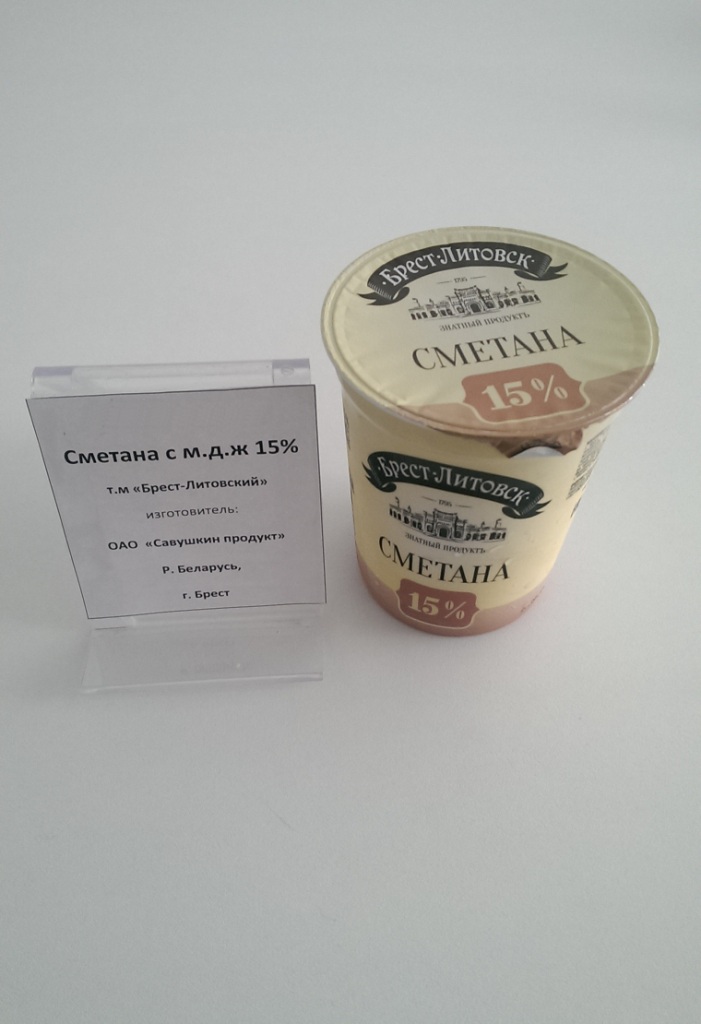 Сметана с м.д.ж 15%
т.м «Брест-Литовский»
изготовитель:
ОАО «Савушкин продукт»
Р. Беларусь,
г. Брест
·Брест·Литовск·
ЗНАТНЫЙ ПРОДУКТЪ
СМЕТАНА
15%
·Брест·Литовск·
ЗНАТНЫЙ ПРОДУКТЪ
СМЕТАНА
15%